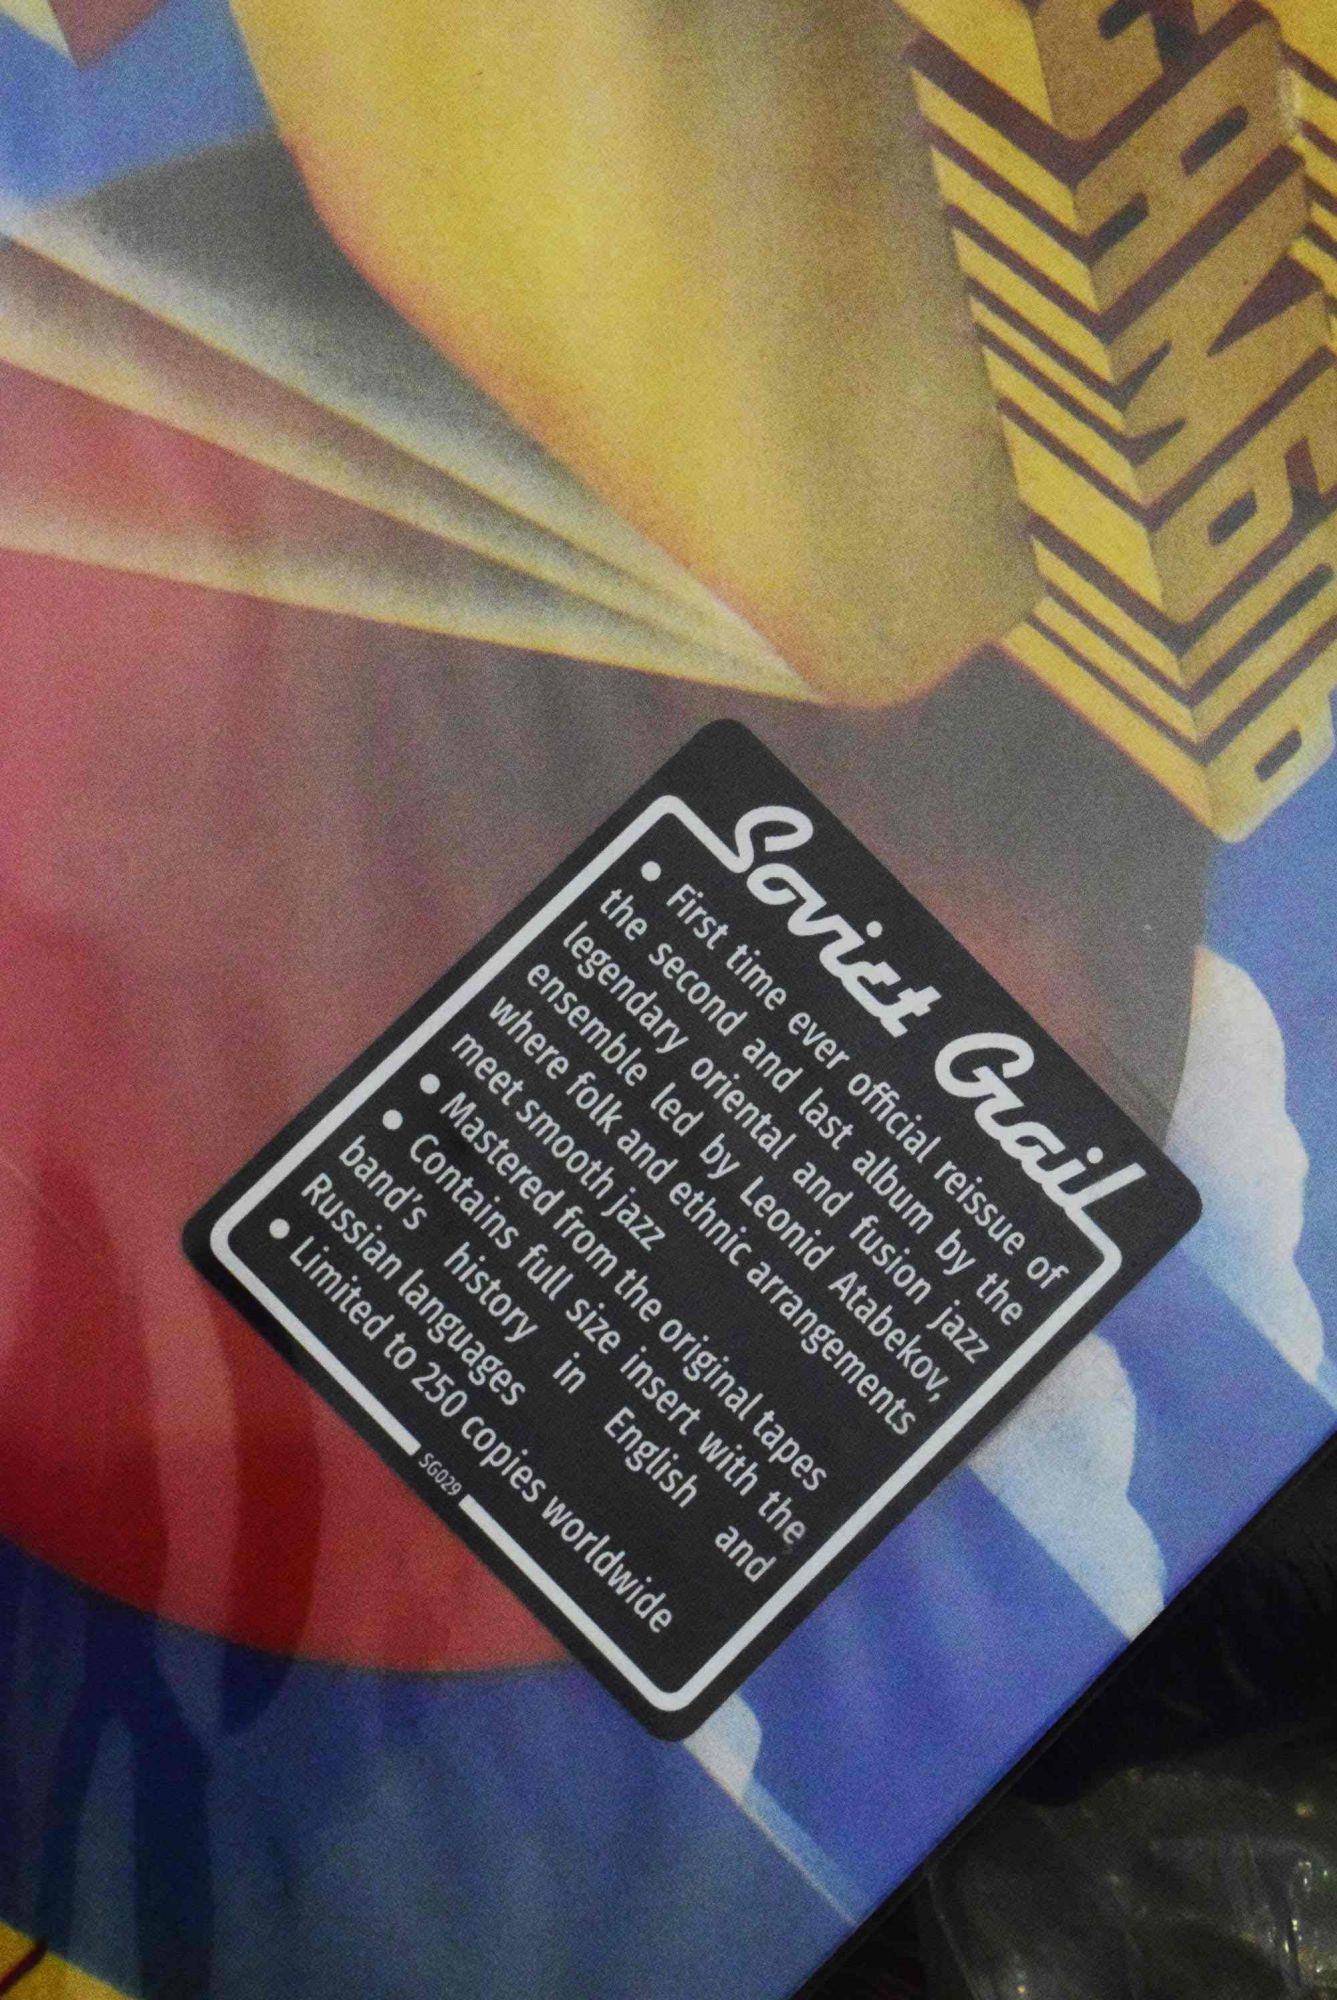 Soviet Grail
• First time ever official reissue of
the second and last album by the
legendary oriental and fusion jazz
ensemble led by Leonid Atabekov,
where folk and ethnic arrangements
meet smooth jazz
• Mastered from the original tapes
• Contains full size insert with the
band's history in English and
Russian languages
• Limited to 250 copies worldwide
SG029